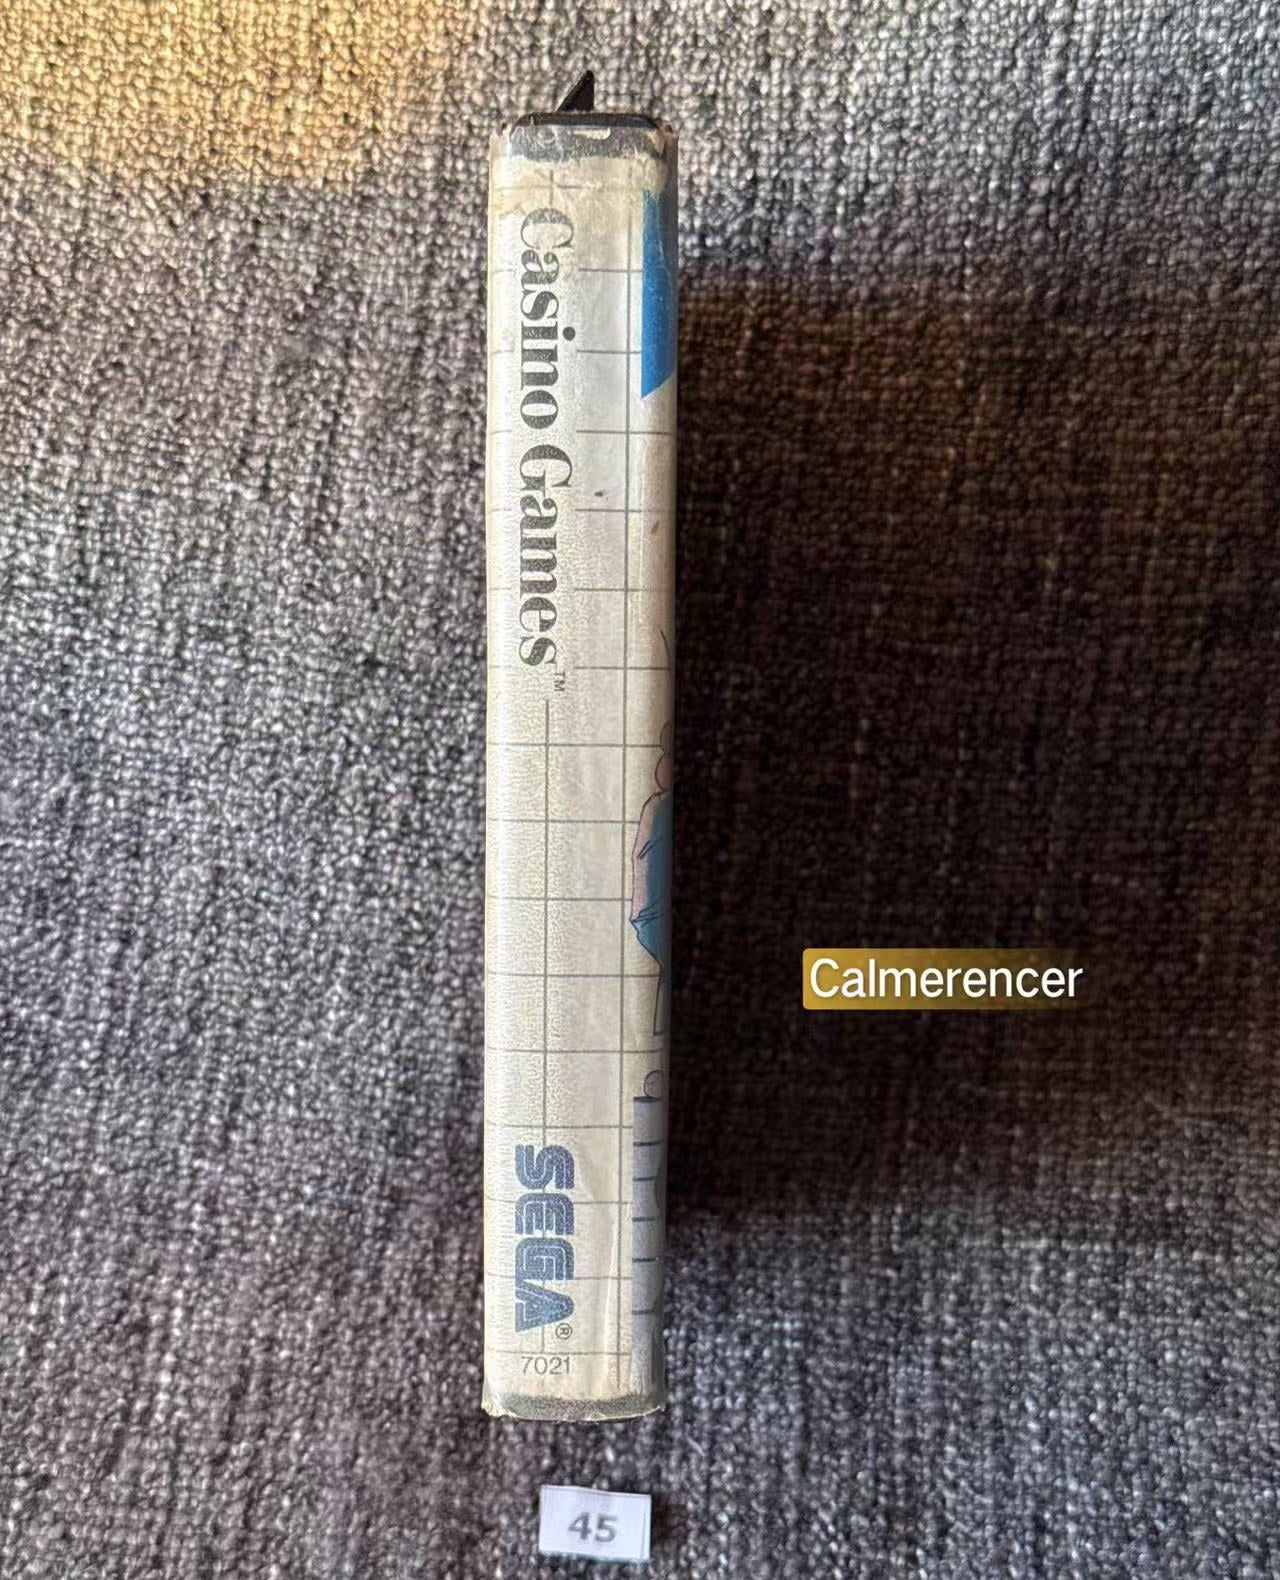 Casino Games™
SEGA®
7021
Calmerencer
45